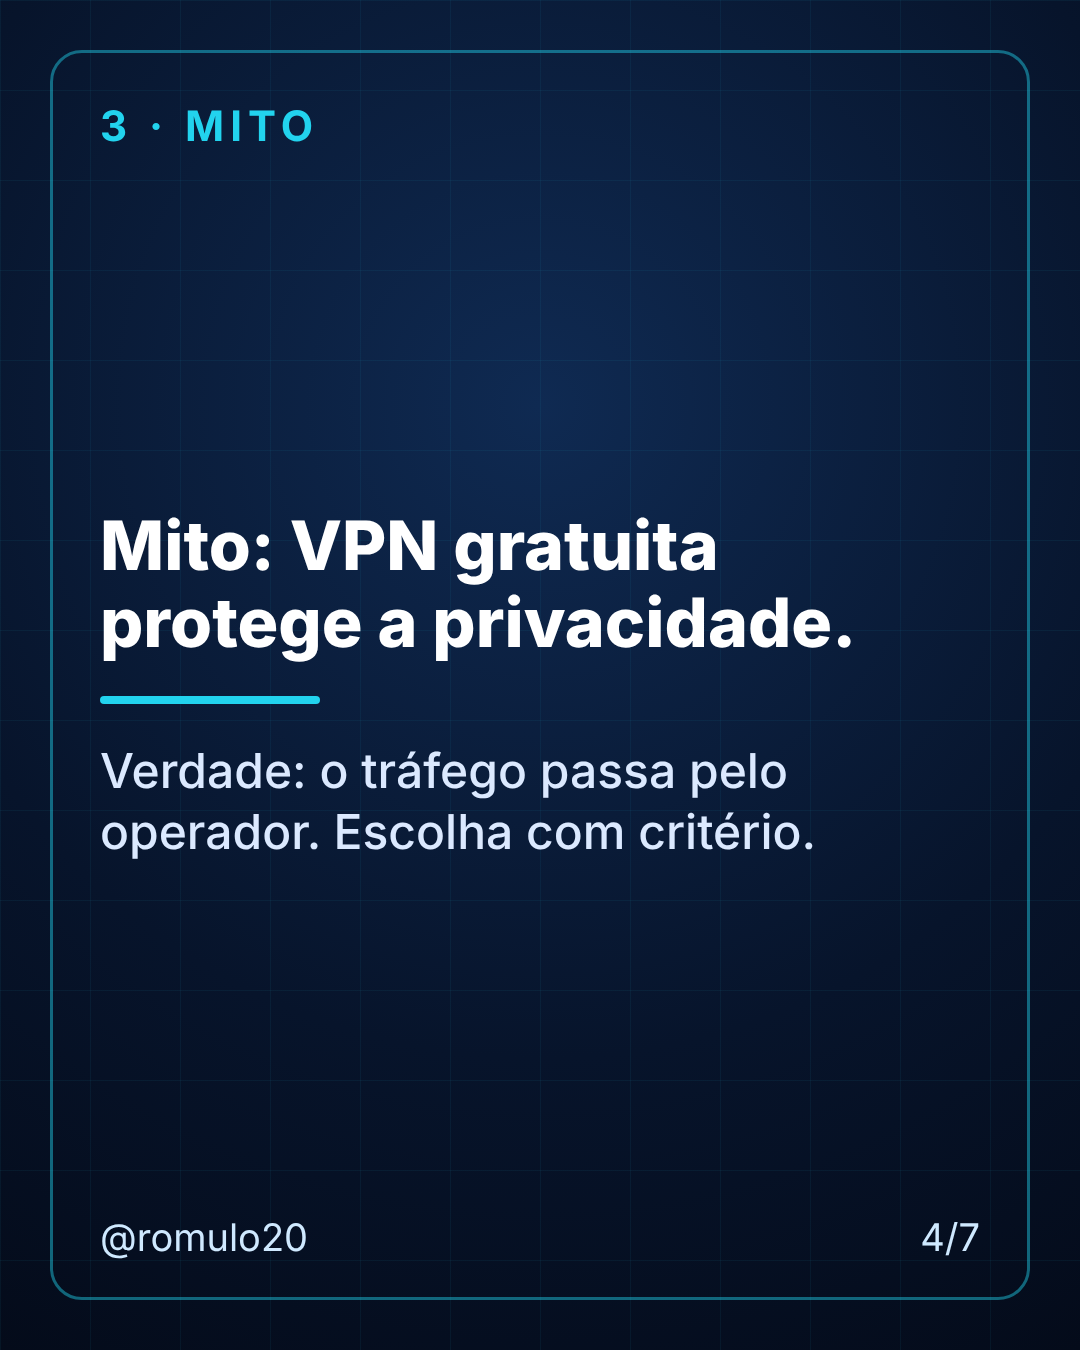 3 · MITO
Mito: VPN gratuita
protege a privacidade.
Verdade: o tráfego passa pelo
operador. Escolha com critério.
@romulo20
4/7